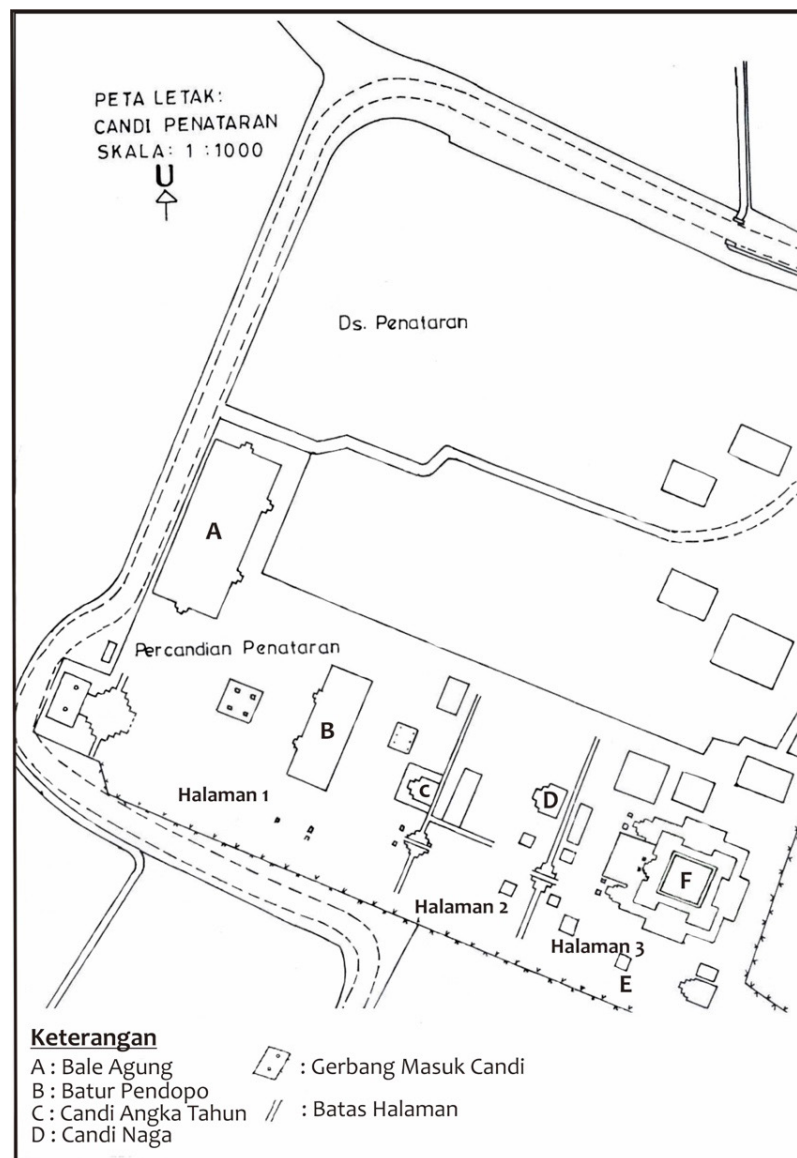 PETA LETAK:
CANDI PENATARAN
SKALA: 1 : 1000
U
Ds. Penataran
A
Percandian Penataran
B
C
D
F
Halaman 1
Halaman 2
Halaman 3
E
Keterangan
A : Bale Agung
B : Batur Pendopo
C : Candi Angka Tahun
D : Candi Naga
: Gerbang Masuk Candi
: Batas Halaman